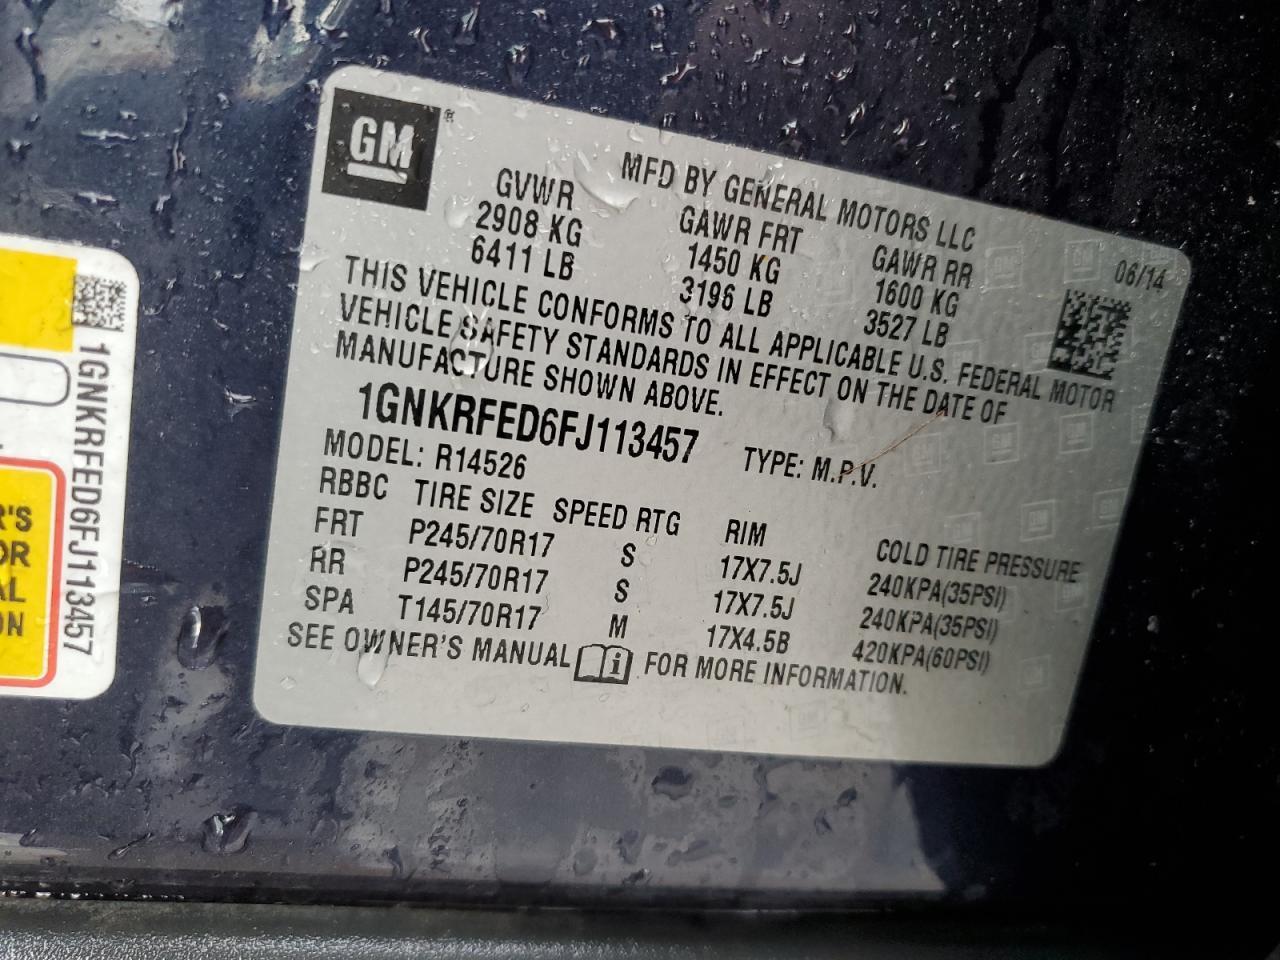 GM®
MFD BY GENERAL MOTORS LLC
06/14
GVWR GAWR FRT GAWR RR
2908 KG 1450 KG 1600 KG
6411 LB 3196 LB 3527 LB
THIS VEHICLE CONFORMS TO ALL APPLICABLE U.S. FEDERAL MOTOR
VEHICLE SAFETY STANDARDS IN EFFECT ON THE DATE OF
MANUFACTURE SHOWN ABOVE.
1GNKRFED6FJ113457 TYPE: M.P.V.
MODEL: R14526
RBBC TIRE SIZE SPEED RTG RIM COLD TIRE PRESSURE
FRT P245/70R17 S 17X7.5J 240KPA(35PSI)
RR P245/70R17 S 17X7.5J 240KPA(35PSI)
SPA T145/70R17 M 17X4.5B 420KPA(60PSI)
SEE OWNER'S MANUAL i FOR MORE INFORMATION.
1GNKRFED6FJ113457
R'S
OR
AL
ON